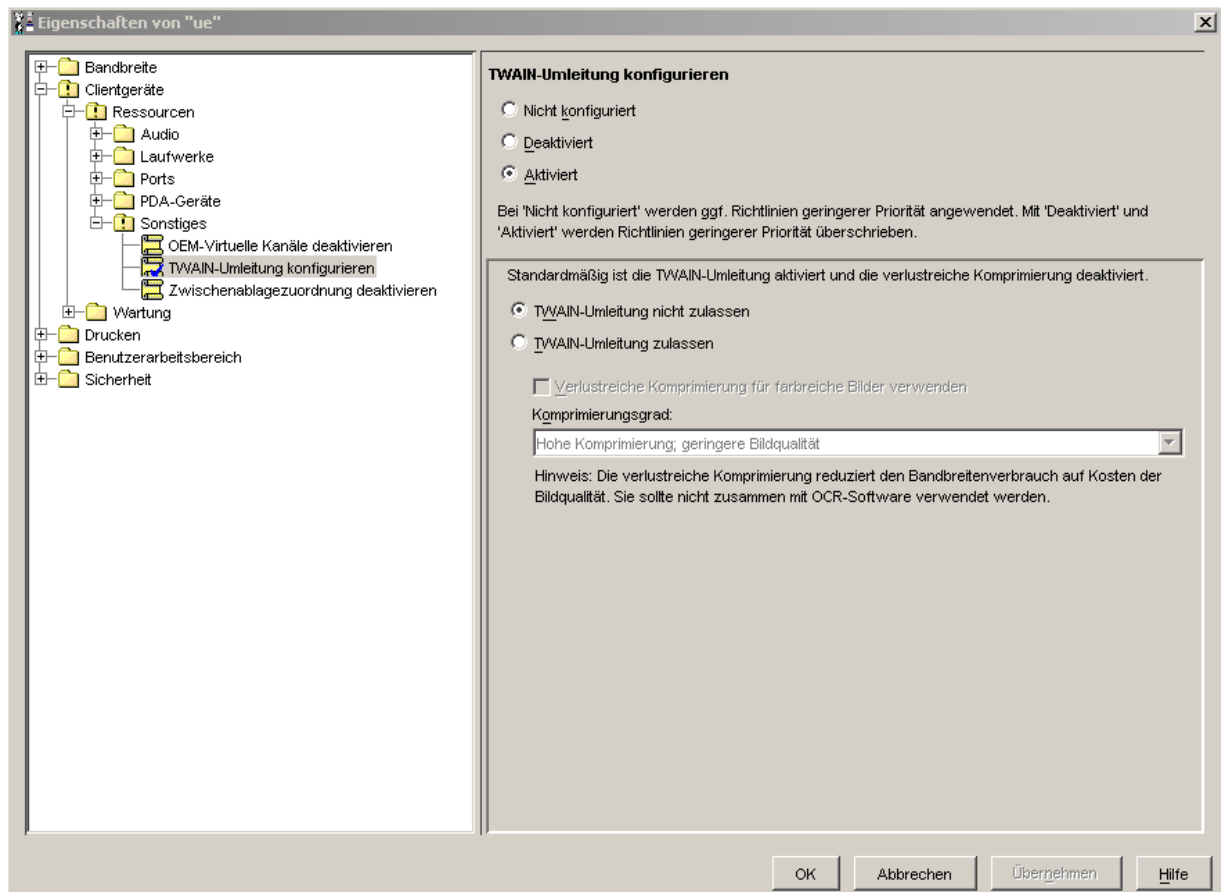 Eigenschaften von "ue"
Bandbreite
Clientgeräte
Ressourcen
Audio
Laufwerke
Ports
PDA-Geräte
Sonstiges
OEM-Virtuelle Kanäle deaktivieren
TWAIN-Umleitung konfigurieren
Zwischenablagezuordnung deaktivieren
Wartung
Drucken
Benutzerarbeitsbereich
Sicherheit
TWAIN-Umleitung konfigurieren
Nicht konfiguriert
Deaktiviert
Aktiviert
Bei 'Nicht konfiguriert' werden ggf. Richtlinien geringerer Priorität angewendet. Mit 'Deaktiviert' und
'Aktiviert' werden Richtlinien geringerer Priorität überschrieben.
Standardmäßig ist die TWAIN-Umleitung aktiviert und die verlustreiche Komprimierung deaktiviert.
TWAIN-Umleitung nicht zulassen
TWAIN-Umleitung zulassen
Verlustreiche Komprimierung für farbreiche Bilder verwenden
Komprimierungsgrad:
Hohe Komprimierung; geringere Bildqualität
Hinweis: Die verlustreiche Komprimierung reduziert den Bandbreitenverbrauch auf Kosten der
Bildqualität. Sie sollte nicht zusammen mit OCR-Software verwendet werden.
OK
Abbrechen
Übernehmen
Hilfe